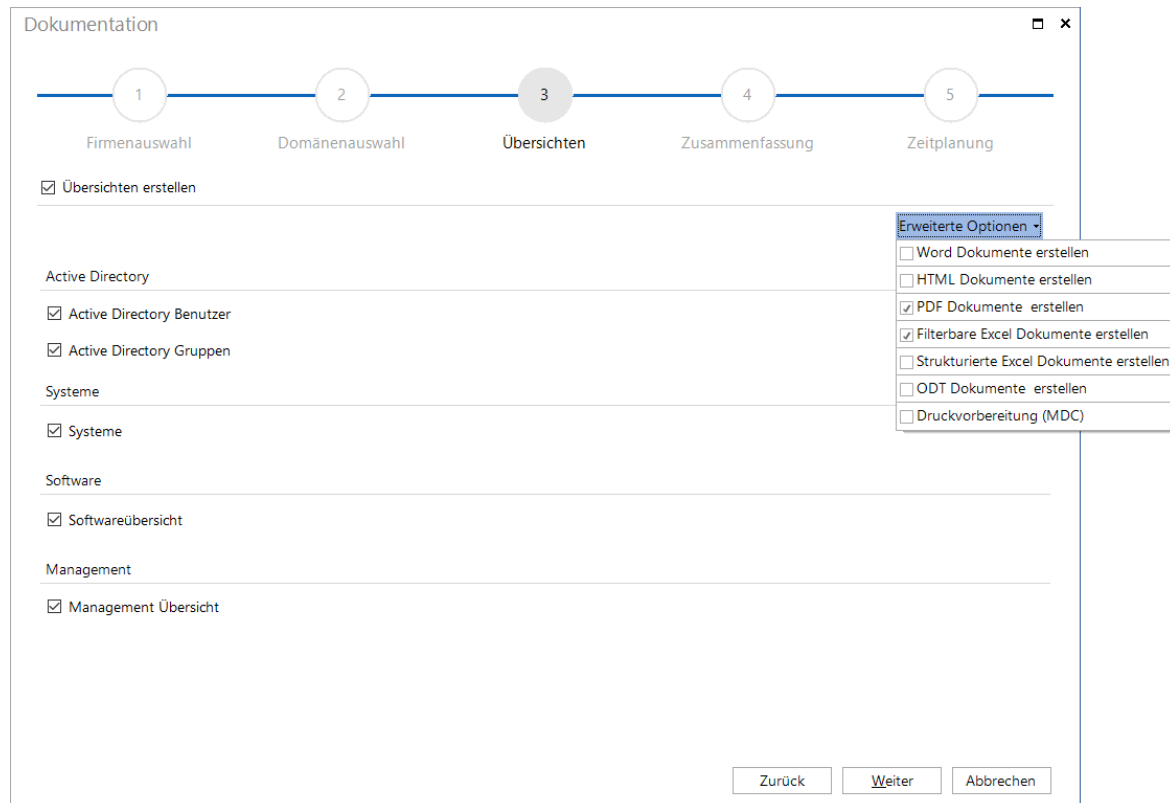 Dokumentation
1 2 3 4 5
Firmenauswahl Domänenauswahl Übersichten Zusammenfassung Zeitplanung
Übersichten erstellen
Erweiterte Optionen
Word Dokumente erstellen
HTML Dokumente erstellen
PDF Dokumente  erstellen
Filterbare Excel Dokumente erstellen
Strukturierte Excel Dokumente erstellen
ODT Dokumente  erstellen
Druckvorbereitung (MDC)
Active Directory
Active Directory Benutzer
Active Directory Gruppen
Systeme
Systeme
Software
Softwareübersicht
Management
Management Übersicht
Zurück Weiter Abbrechen